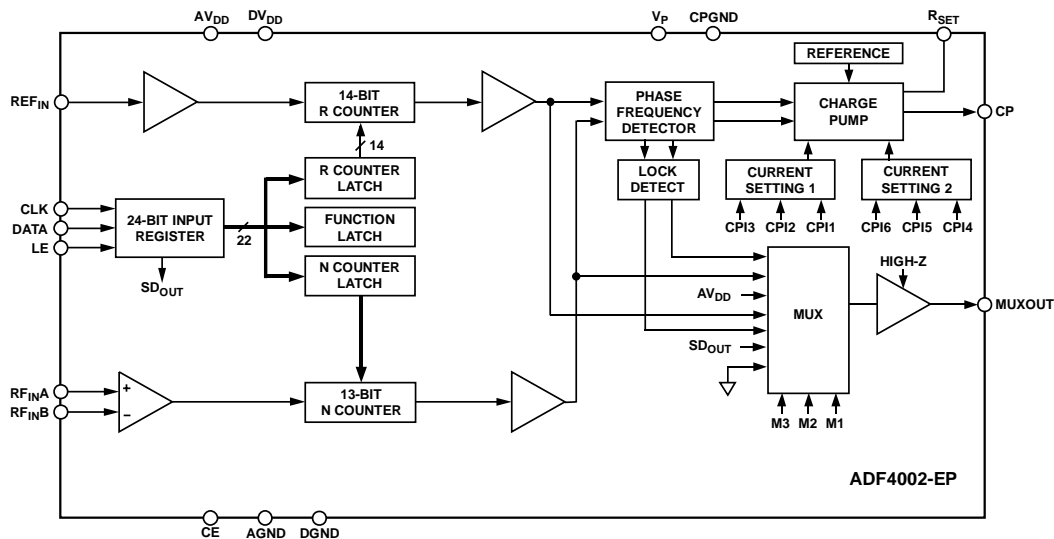 AVDD
DVDD
VP
CPGND
RSET
REFERENCE
REFIN
14-BIT
R COUNTER
PHASE
FREQUENCY
DETECTOR
CHARGE
PUMP
CP
14
R COUNTER
LATCH
LOCK
DETECT
CURRENT
SETTING 1
CURRENT
SETTING 2
CLK
DATA
LE
24-BIT INPUT
REGISTER
22
FUNCTION
LATCH
CPI3
CPI2
CPI1
CPI6
CPI5
CPI4
N COUNTER
LATCH
SDOUT
HIGH-Z
AVDD
MUX
MUXOUT
SDOUT
RFINA
RFINB
+
−
13-BIT
N COUNTER
M3
M2
M1
ADF4002-EP
CE
AGND
DGND